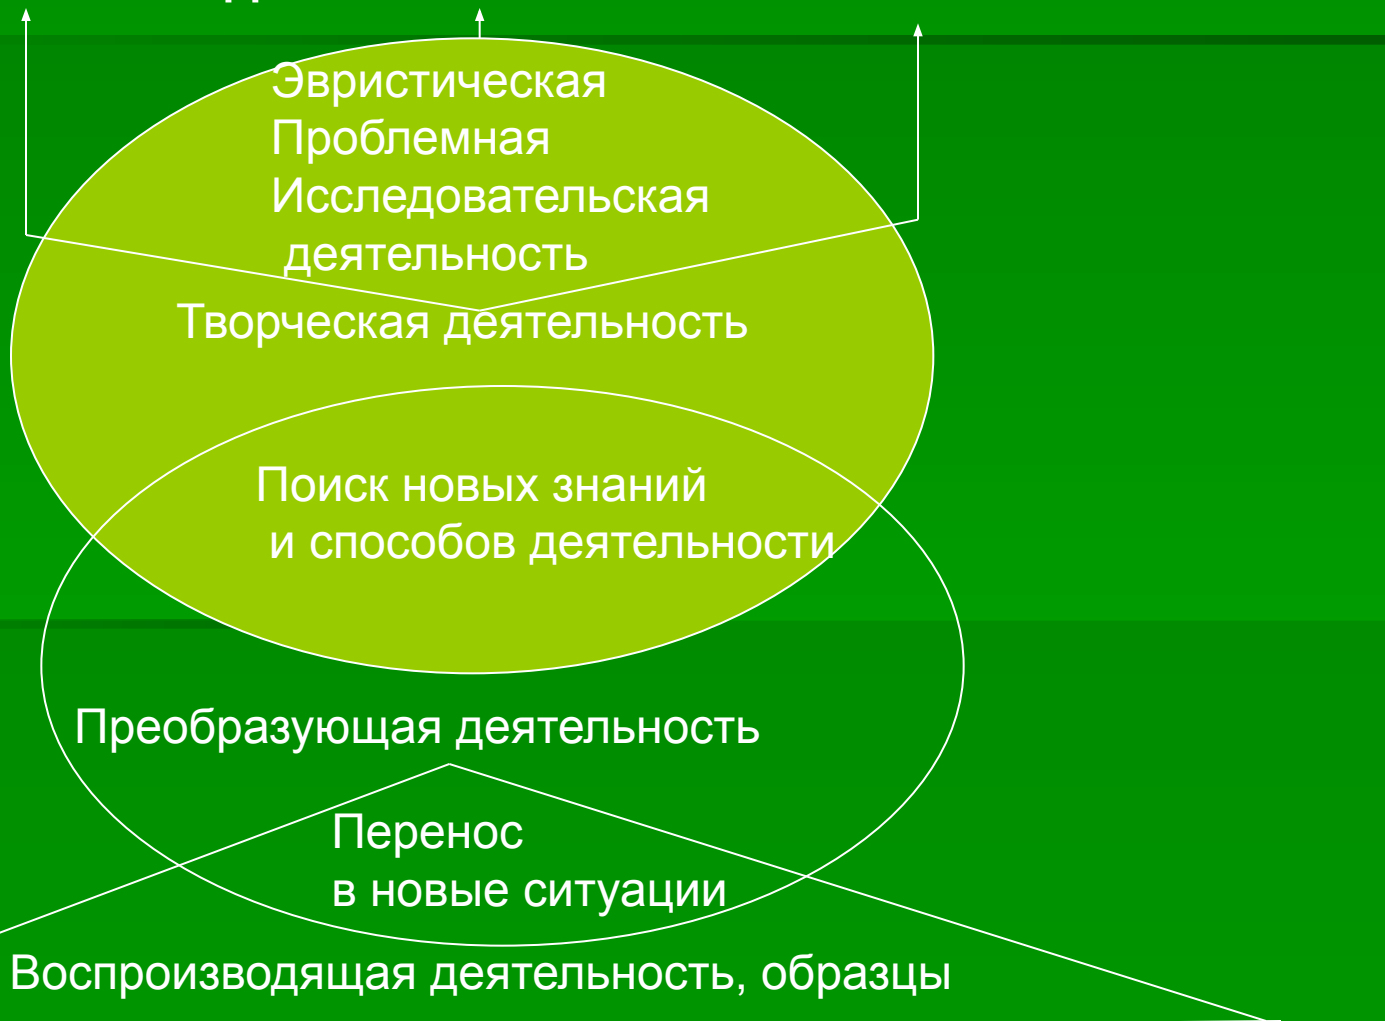 Эвристическая
Проблемная
Исследовательская
деятельность
Творческая деятельность
Поиск новых знаний
и способов деятельности
Преобразующая деятельность
Перенос
в новые ситуации
Воспроизводящая деятельность, образцы